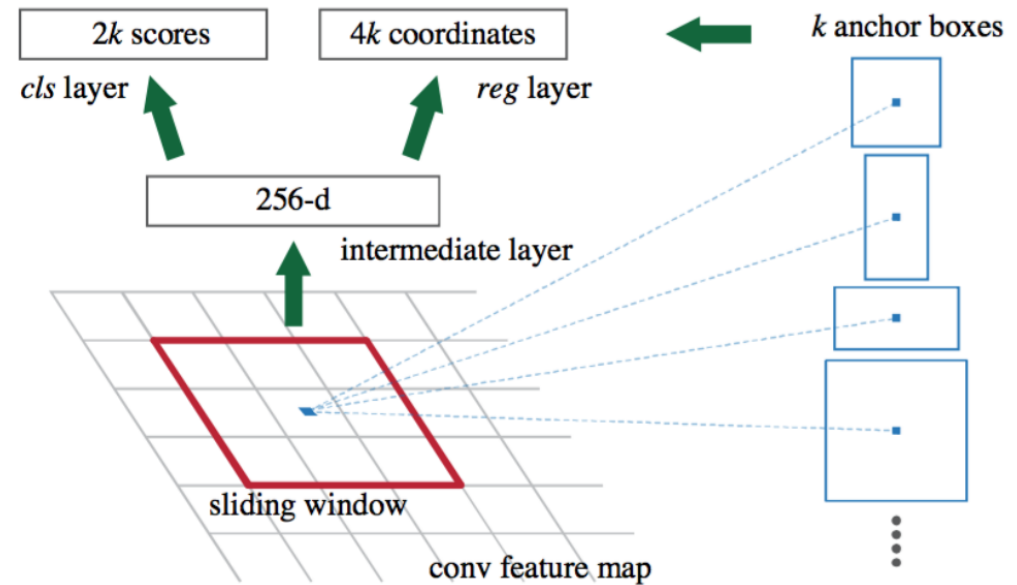 2k scores
4k coordinates
k anchor boxes
cls layer
reg layer
256-d
intermediate layer
sliding window
conv feature map